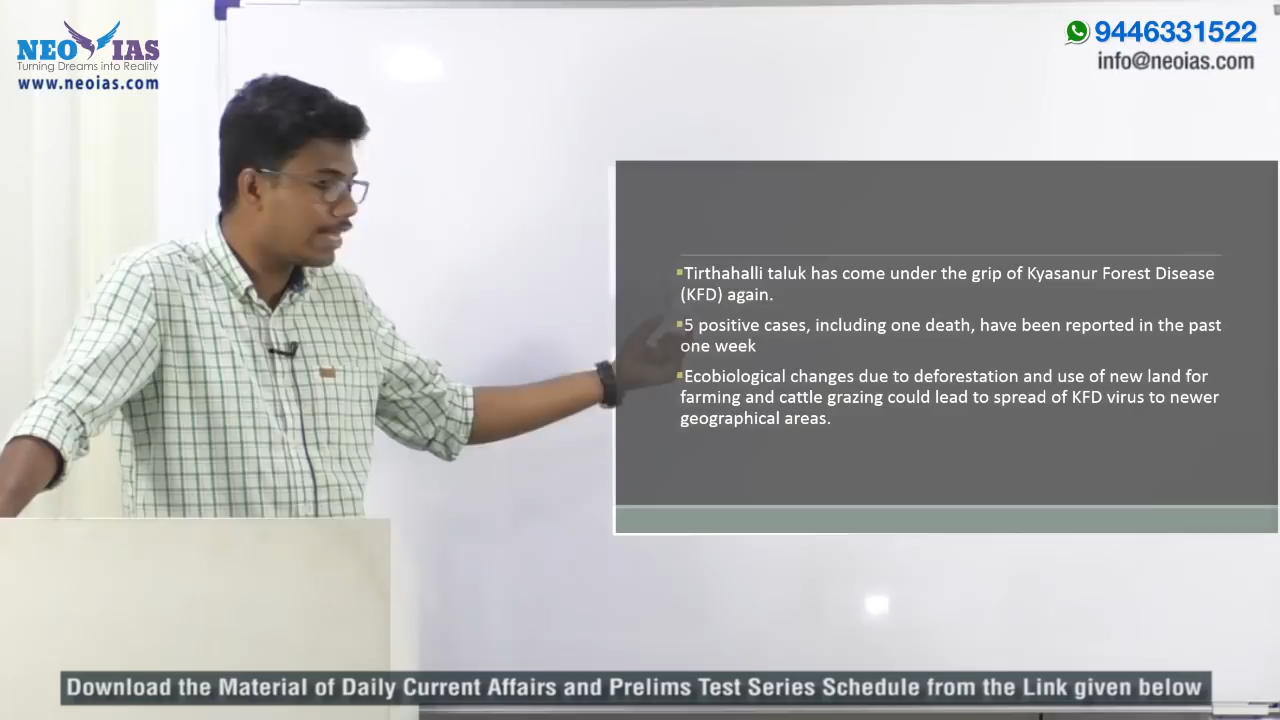 NEO IAS
Turning Dreams into Reality
www.neoias.com
9446331522
info@neoias.com
▪Tirthahalli taluk has come under the grip of Kyasanur Forest Disease
(KFD) again.
▪5 positive cases, including one death, have been reported in the past
one week
▪Ecobiological changes due to deforestation and use of new land for
farming and cattle grazing could lead to spread of KFD virus to newer
geographical areas.
Download the Material of Daily Current Affairs and Prelims Test Series Schedule from the Link given below